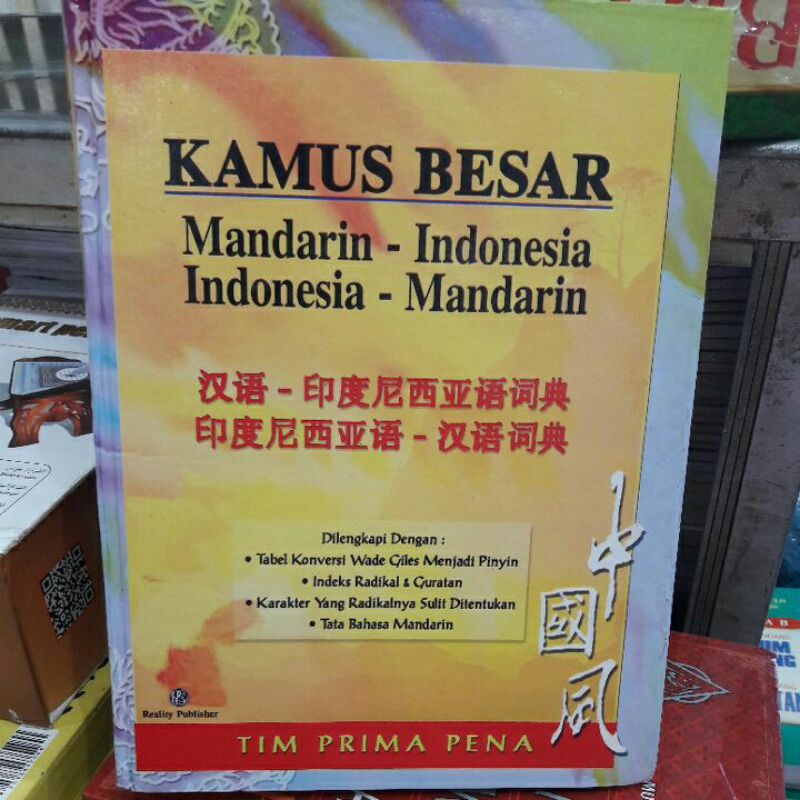 KAMUS BESAR
Mandarin - Indonesia
Indonesia - Mandarin
汉语 - 印度尼西亚语词典
印度尼西亚语 - 汉语词典
Dilengkapi Dengan :
• Tabel Konversi Wade Giles Menjadi Pinyin
• Indeks Radikal & Guratan
• Karakter Yang Radikalnya Sulit Ditentukan
• Tata Bahasa Mandarin
中
國
風
Reality Publisher
TIM PRIMA PENA